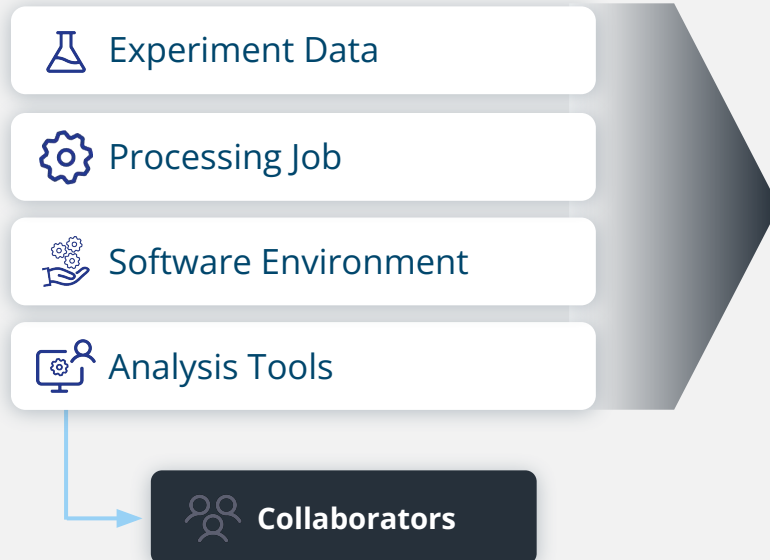 Experiment Data
Processing Job
Software Environment
Analysis Tools
Collaborators